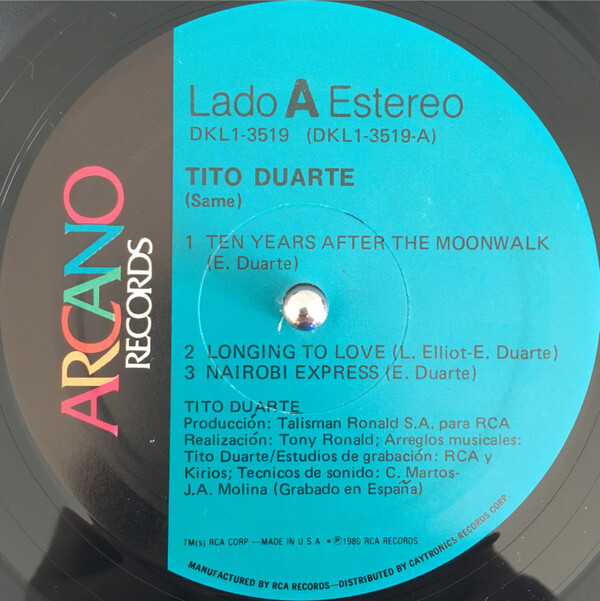 ARCANO
RECORDS
Lado A Estereo
DKL1-3519 (DKL1-3519-A)
TITO DUARTE
(Same)
1 TEN YEARS AFTER THE MOONWALK
(E. Duarte)
2 LONGING TO LOVE (L. Elliot-E. Duarte)
3 NAIROBI EXPRESS (E. Duarte)
TITO DUARTE
Producción: Talisman Ronald S.A. para RCA
Realización: Tony Ronald; Arreglos musicales:
Tito Duarte/Estudios de grabación: RCA y
Kirios; Tecnicos de sonido: C. Martos-
J.A. Molina (Grabado en España)
TM(s) RCA CORP — MADE IN U S A • ℗ 1980 RCA RECORDS
MANUFACTURED BY RCA RECORDS—DISTRIBUTED BY CAYTRONICS RECORDS CORP.